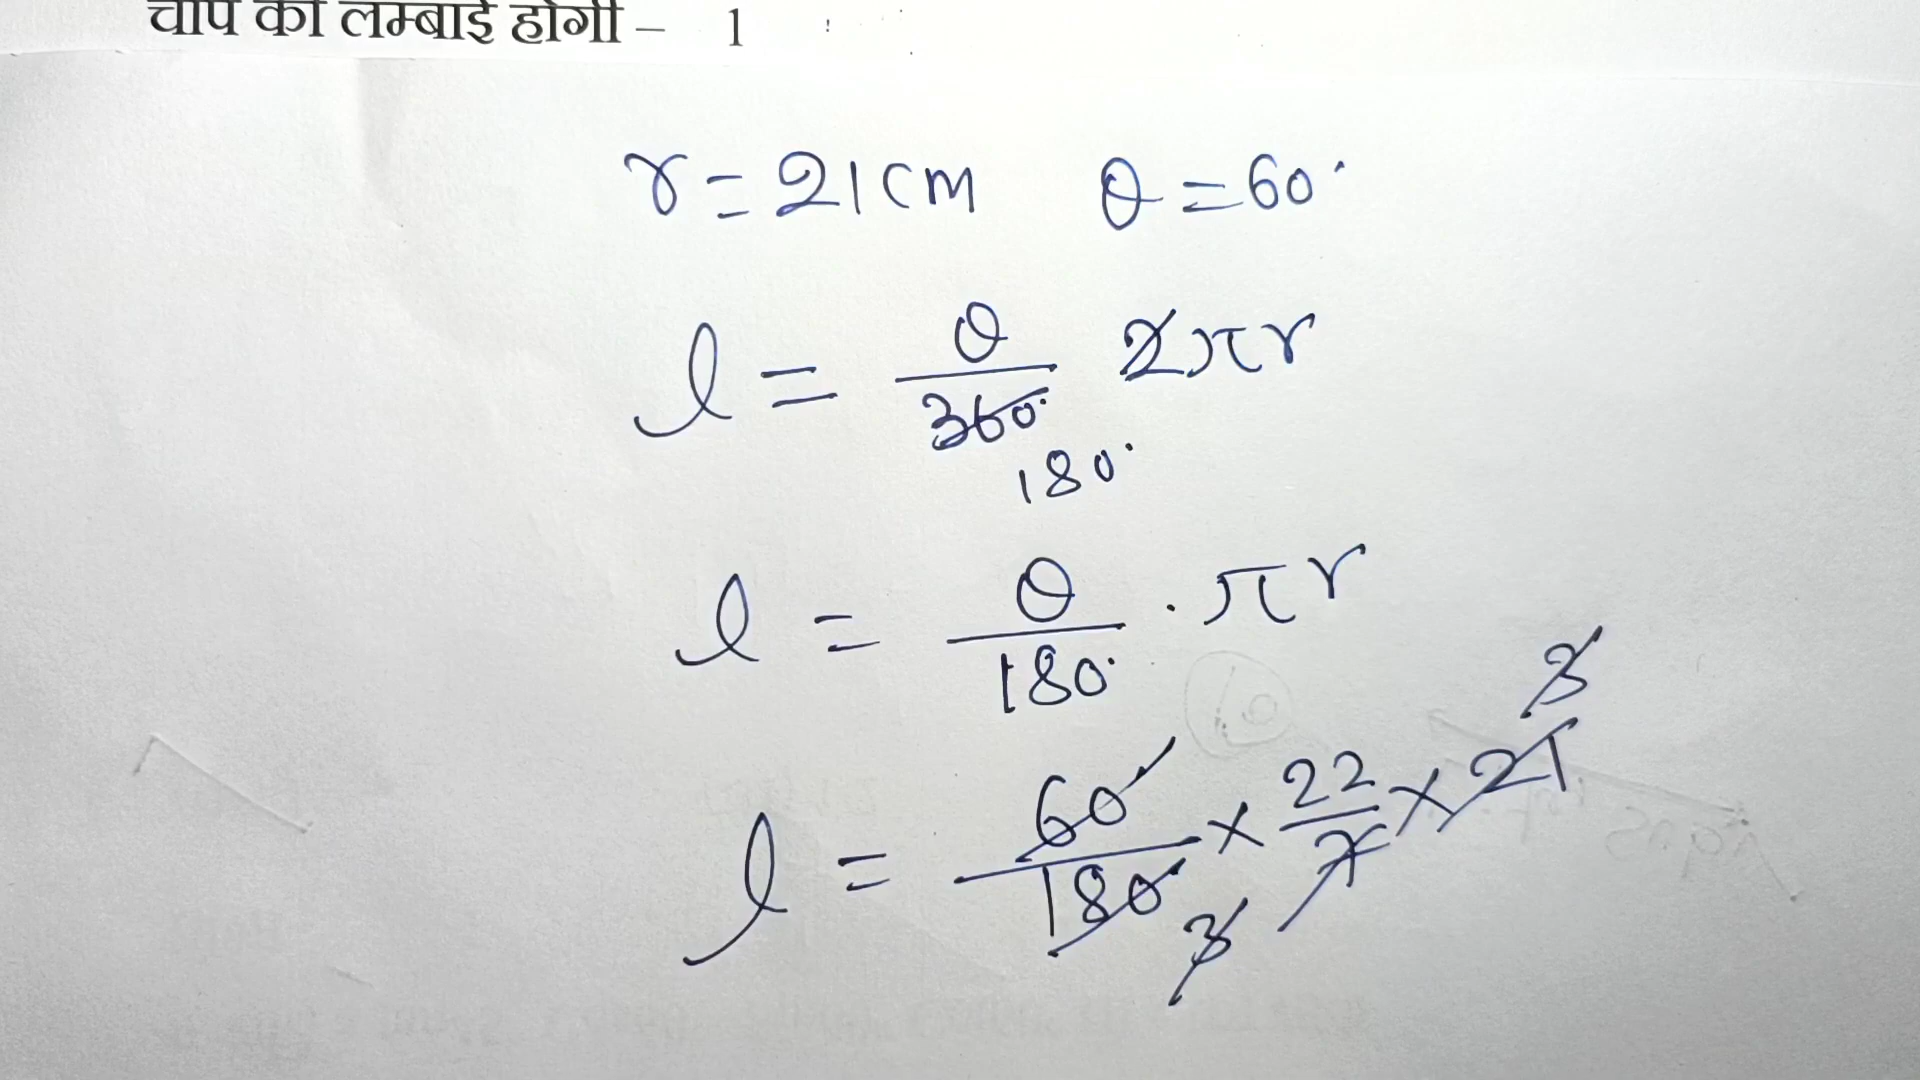 चाप की लम्बाई होगी – 1
r = 21cm θ = 60°
l = θ/360° 2πr
180°
l = θ/180° . πr
3
l = 60/180 × 22/7 × 21
3